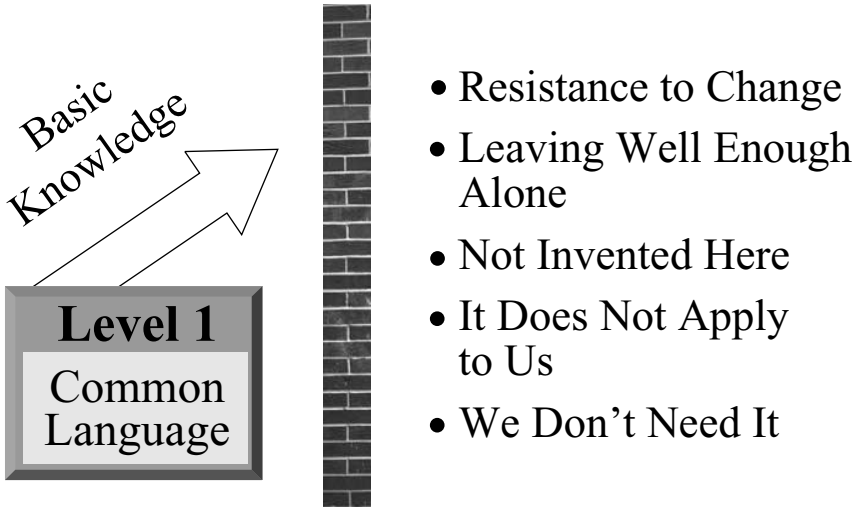 Basic
Knowledge
Level 1
Common
Language
• Resistance to Change
• Leaving Well Enough
Alone
• Not Invented Here
• It Does Not Apply
to Us
• We Don’t Need It